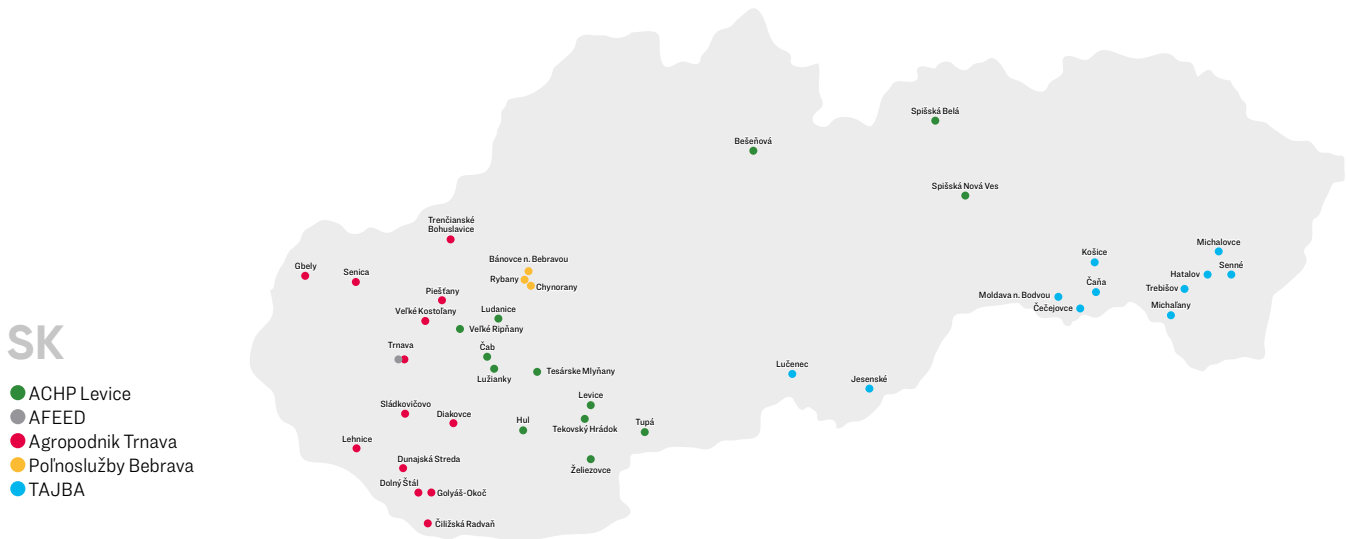 Spišská Belá
Bešeňová
Spišská Nová Ves
Trenčianske
Bohuslavice
Michalovce
Košice
Bánovce n. Bebravou
Gbely
Senica
Senné
Hatalov
Rybany
Chynorany
Čaňa
Trebišov
Piešťany
Moldava n. Bodvou
Čečejovce
Michaľany
Veľké Kostoľany
Ludanice
Veľké Ripňany
SK
Trnava
Čab
Lužianky
Tesárske Mlyňany
Lučenec
Jesenské
ACHP Levice
AFEED
Agropodnik Trnava
Poľnoslužby Bebrava
TAJBA
Levice
Sládkovičovo
Diakovce
Hul
Tekovský Hrádok
Tupá
Lehnice
Dunajská Streda
Želiezovce
Dolný Štál
Golyáš-Okoč
Čiližská Radvaň